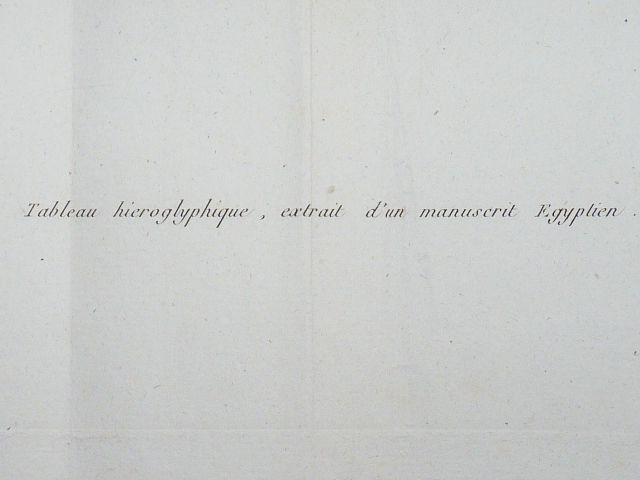 Tableau hieroglyphique, extrait d'un manuscrit Egyptien.